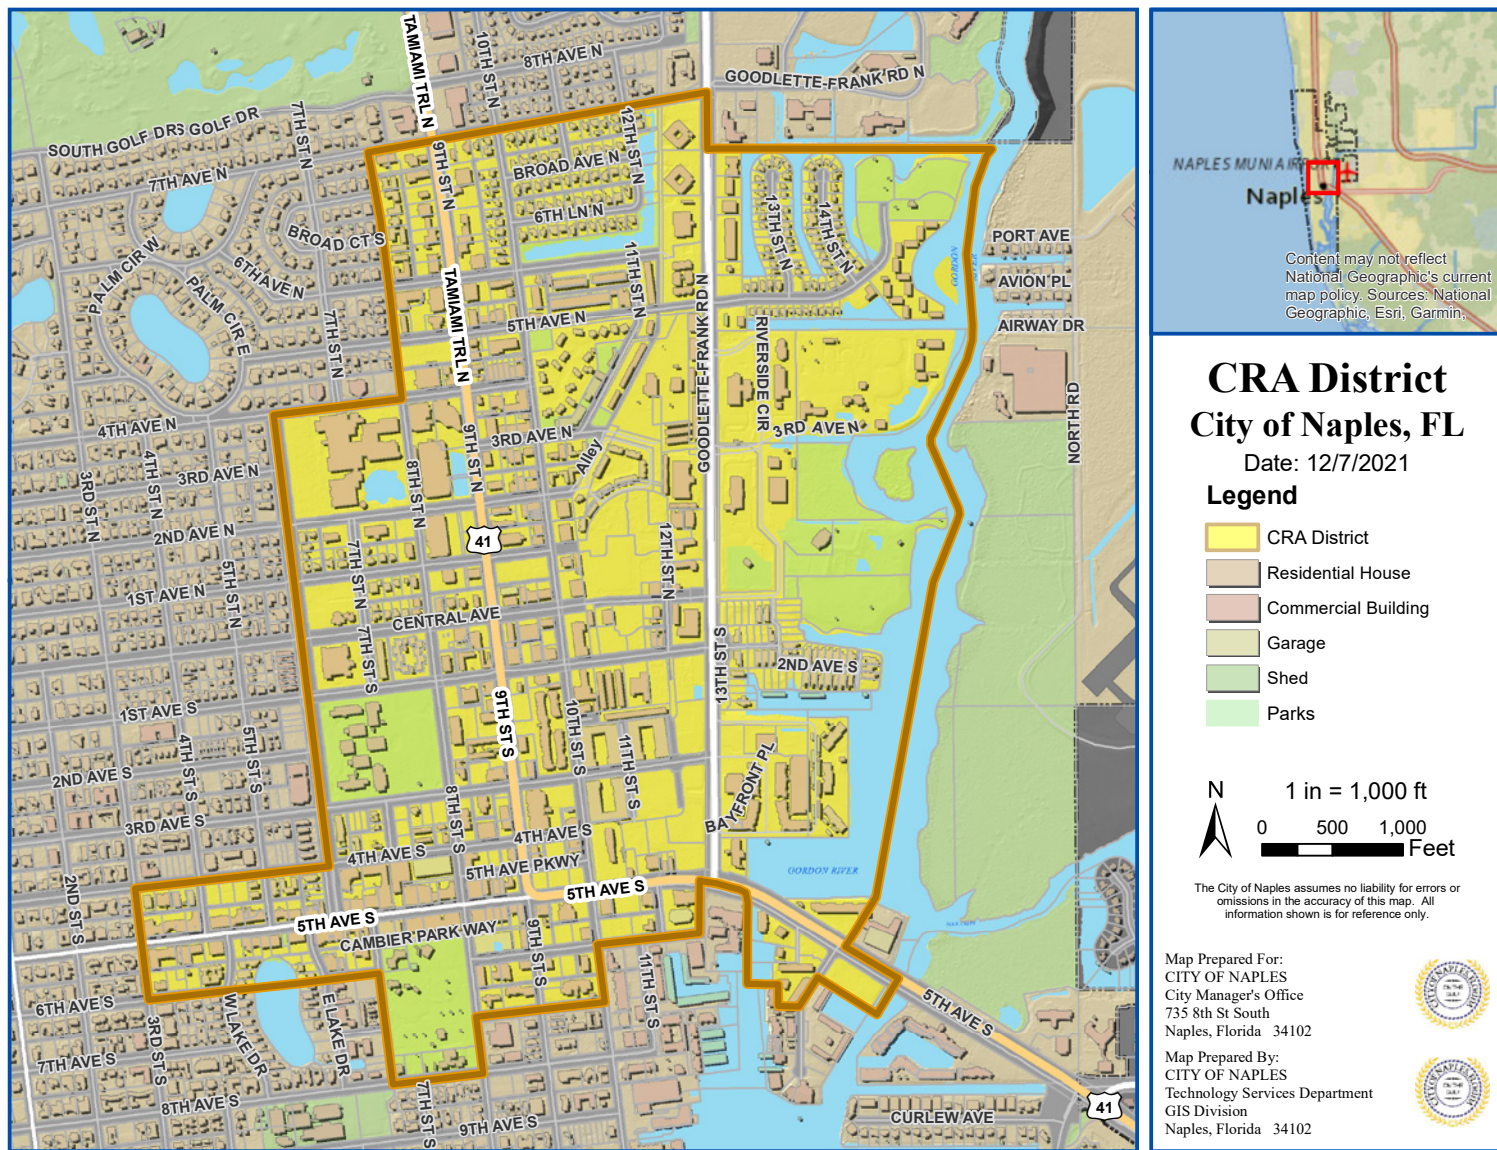 TAMIAMI TRL N
10TH ST N
8TH AVE N
GOODLETTE-FRANK RD N
SOUTH GOLF DR
S GOLF DR
7TH ST N
7TH AVE N
9TH ST N
12TH ST N
BROAD AVE N
6TH LN N
13TH ST N
14TH ST N
BROAD CT S
PALM CIR W
6TH AVE N
PALM CIR E
7TH ST N
TAMIAMI TRL N
11TH ST N
5TH AVE N
GOODLETTE-FRANK RD N
RIVERSIDE CIR
GORDON
RIVER
PORT AVE
AVION PL
AIRWAY DR
NORTH RD
4TH AVE N
3RD AVE N
3RD AVE N
3RD AVE N
4TH ST N
3RD ST N
9TH ST N
8TH ST N
Alley
2ND AVE N
41
7TH ST N
5TH ST N
12TH ST N
1ST AVE N
CENTRAL AVE
7TH ST S
13TH ST S
2ND AVE S
1ST AVE S
9TH ST S
10TH ST S
11TH ST S
4TH ST S
5TH ST S
2ND AVE S
3RD AVE S
8TH ST S
4TH AVE S
4TH AVE S
BAYFRONT PL
5TH AVE PKWY
GORDON RIVER
2ND ST S
5TH AVE S
5TH AVE S
CAMBIER PARK WAY
9TH ST S
11TH ST S
6TH AVE S
W LAKE DR
E LAKE DR
3RD ST S
5TH AVE S
7TH AVE S
8TH AVE S
7TH ST S
9TH AVE S
CURLEW AVE
41
NAPLES MUNI AIRPORT
Naples
Content may not reflect
National Geographic's current
map policy. Sources: National
Geographic, Esri, Garmin,
CRA District
City of Naples, FL
Date: 12/7/2021
Legend
CRA District
Residential House
Commercial Building
Garage
Shed
Parks
N
1 in = 1,000 ft
0 500 1,000
Feet
The City of Naples assumes no liability for errors or
omissions in the accuracy of this map. All
information shown is for reference only.
Map Prepared For:
CITY OF NAPLES
City Manager's Office
735 8th St South
Naples, Florida 34102
Map Prepared By:
CITY OF NAPLES
Technology Services Department
GIS Division
Naples, Florida 34102